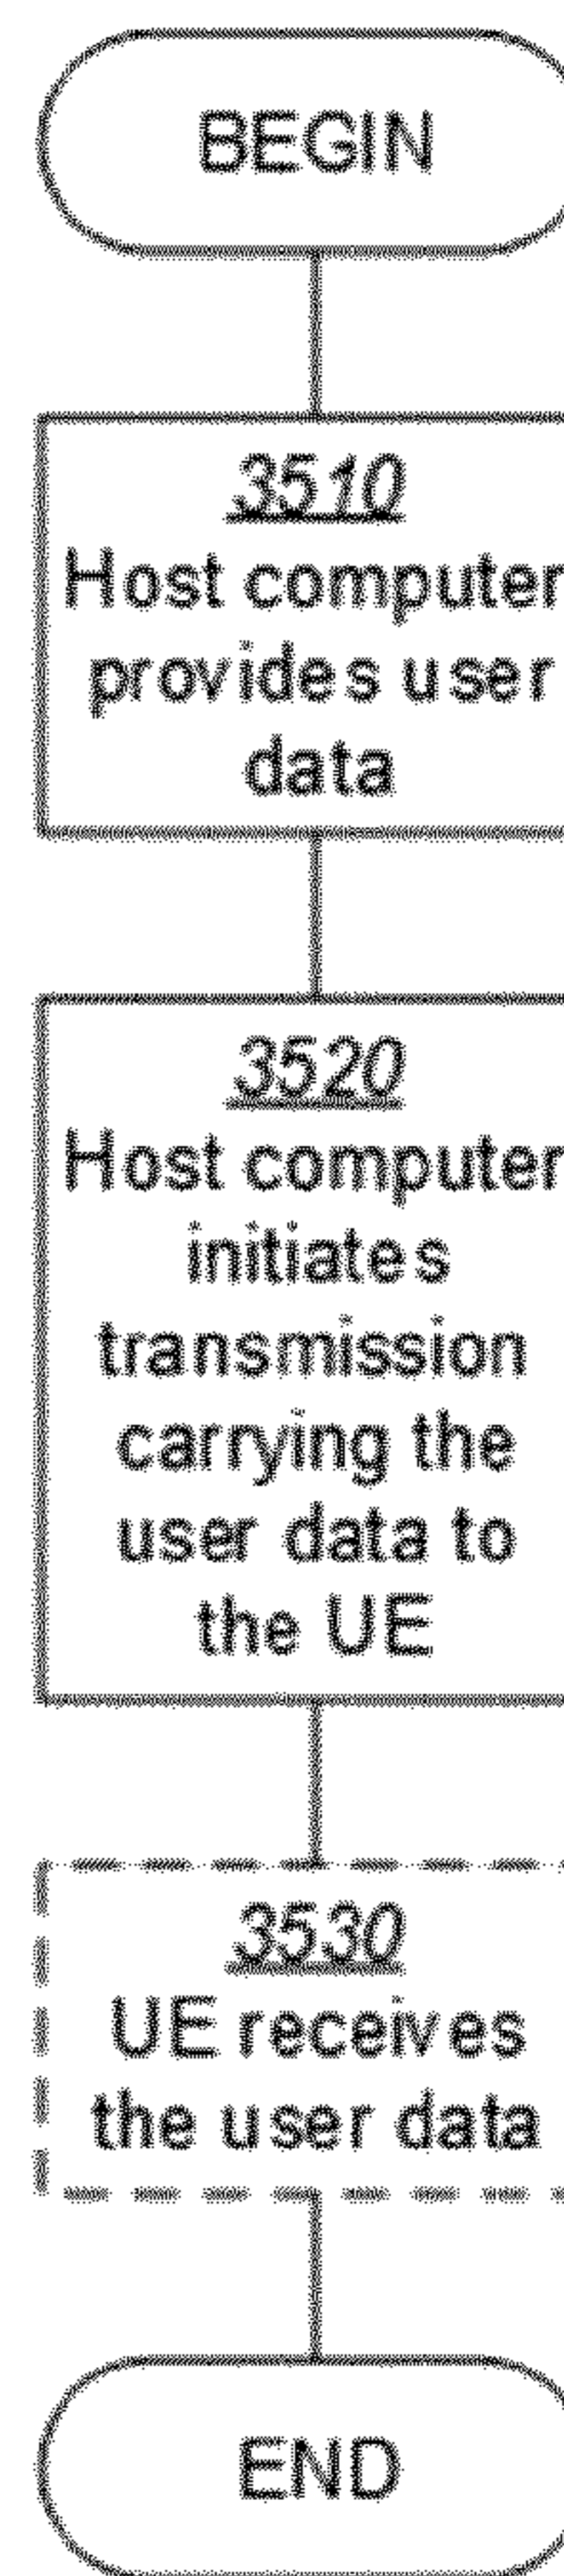 BEGIN
3510
Host computer
provides user
data
3520
Host computer
initiates
transmission
carrying the
user data to
the UE
3530
UE receives
the user data
END